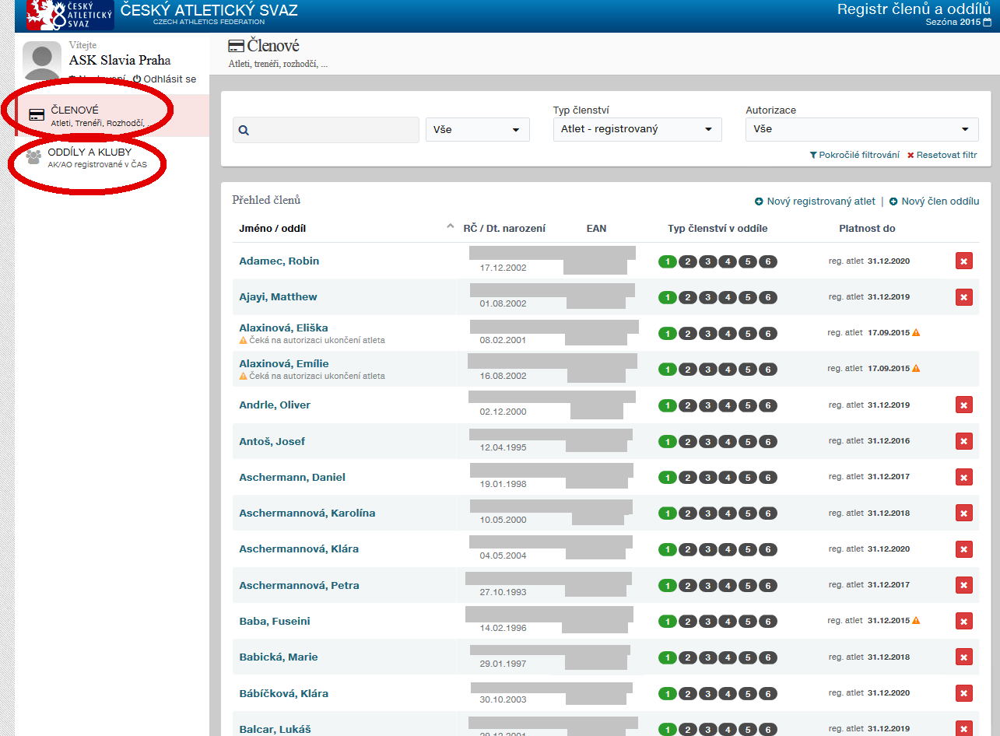 ČESKÝ
ATLETICKÝ
SVAZ
ČESKÝ ATLETICKÝ SVAZ
CZECH ATHLETICS FEDERATION
Registr členů a oddílů
Sezóna 2015
Vítejte
ASK Slavia Praha
Odhlásit se
ČLENOVÉ
Atleti, Trenéři, Rozhodčí, ...
ODDÍLY A KLUBY
AK/AO registrované v ČAS
Členové
Atleti, trenéři, rozhodčí, ...
Typ členství
Autorizace
Vše
Atlet - registrovaný
Vše
Pokročilé filtrování
Resetovat filtr
Přehled členů
Nový registrovaný atlet | Nový člen oddílu
Jméno / oddíl RČ / Dt. narození EAN Typ členství v oddíle Platnost do
Adamec, Robin 17.12.2002 1 2 3 4 5 6 reg. atlet 31.12.2020
Ajayi, Matthew 01.08.2002 1 2 3 4 5 6 reg. atlet 31.12.2019
Alaxinová, Eliška 08.02.2001 1 2 3 4 5 6 reg. atlet 17.09.2015
Čeká na autorizaci ukončení atleta
Alaxinová, Emílie 16.08.2002 1 2 3 4 5 6 reg. atlet 17.09.2015
Čeká na autorizaci ukončení atleta
Andrle, Oliver 02.12.2000 1 2 3 4 5 6 reg. atlet 31.12.2019
Antoš, Josef 12.04.1995 1 2 3 4 5 6 reg. atlet 31.12.2016
Aschermann, Daniel 19.01.1998 1 2 3 4 5 6 reg. atlet 31.12.2017
Aschermannová, Karolína 10.05.2000 1 2 3 4 5 6 reg. atlet 31.12.2018
Aschermannová, Klára 04.05.2004 1 2 3 4 5 6 reg. atlet 31.12.2020
Aschermannová, Petra 27.10.1993 1 2 3 4 5 6 reg. atlet 31.12.2017
Baba, Fuseini 14.02.1996 1 2 3 4 5 6 reg. atlet 31.12.2015
Babická, Marie 29.01.1997 1 2 3 4 5 6 reg. atlet 31.12.2018
Bábíčková, Klára 30.10.2003 1 2 3 4 5 6 reg. atlet 31.12.2020
Balcar, Lukáš 1 2 3 4 5 6 reg. atlet 31.12.2019